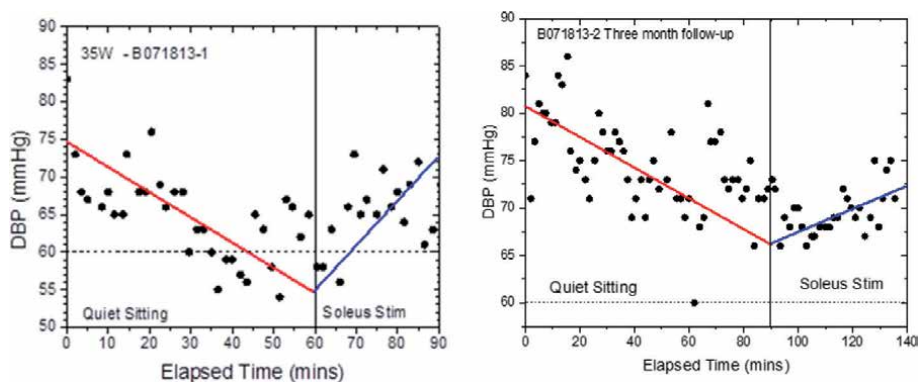 90
85
80
75
70
65
60
55
50
DBP (mmHg)
35W - B071813-1
Quiet Sitting
Soleus Stim
0 10 20 30 40 50 60 70 80 90
Elapsed Time (mins)
90
85
80
75
70
65
60
DBP (mmHg)
B071813-2 Three month follow-up
Quiet Sitting
Soleus Stim
0 20 40 60 80 100 120 140
Elapsed Time (mins)